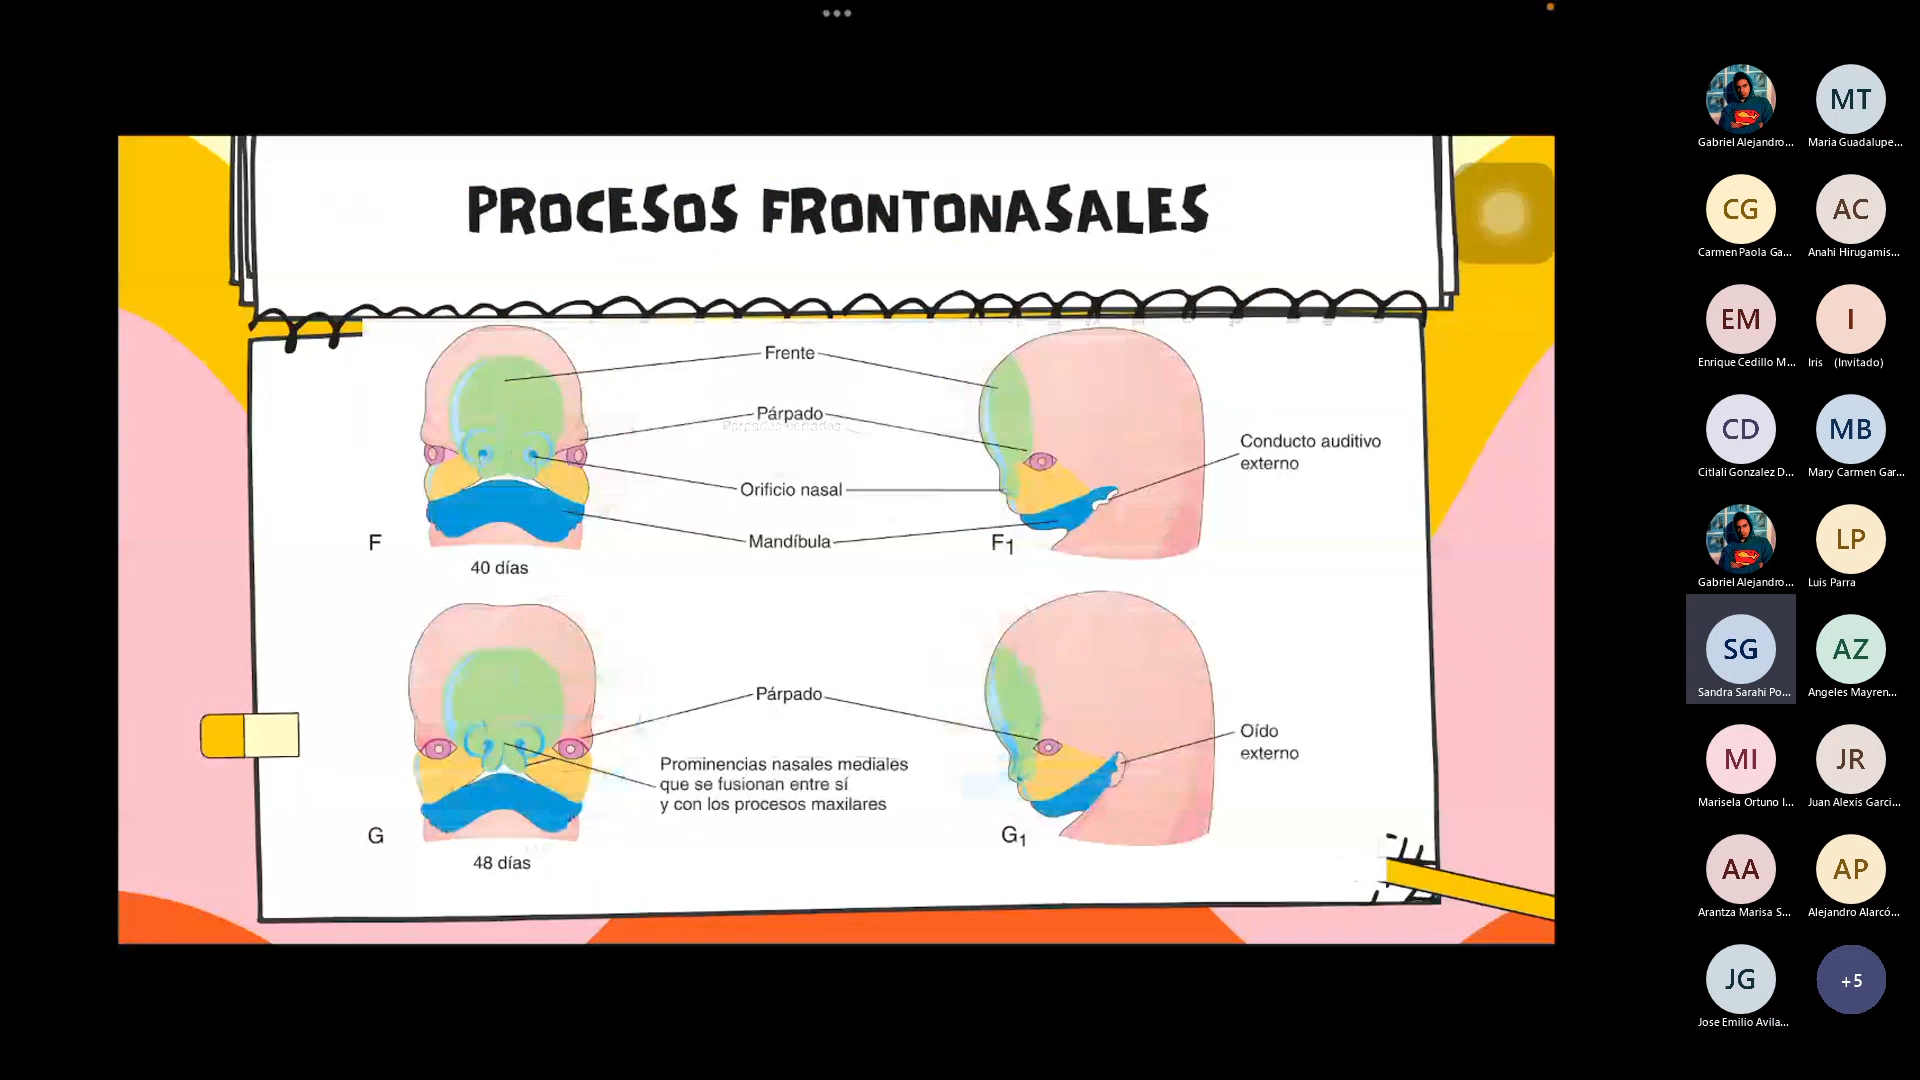 PROCESOS FRONTONASALES
Frente
Párpado
Orificio nasal
Mandíbula
Conducto auditivo
externo
F
F1
40 días
Párpado
Oído
externo
Prominencias nasales mediales
que se fusionan entre sí
y con los procesos maxilares
G
G1
48 días
MT
Gabriel Alejandro...
Maria Guadalupe...
CG
AC
Carmen Paola Ga...
Anahi Hirugamis...
EM
I
Enrique Cedillo M...
Iris (Invitado)
CD
MB
Citlali Gonzalez D...
Mary Carmen Gar...
LP
Gabriel Alejandro...
Luis Parra
SG
AZ
Sandra Sarahi Po...
Angeles Mayren...
MI
JR
Marisela Ortuno I...
Juan Alexis Garci...
AA
AP
Arantza Marisa S...
Alejandro Alarcó...
JG
+5
Jose Emilio Avila...